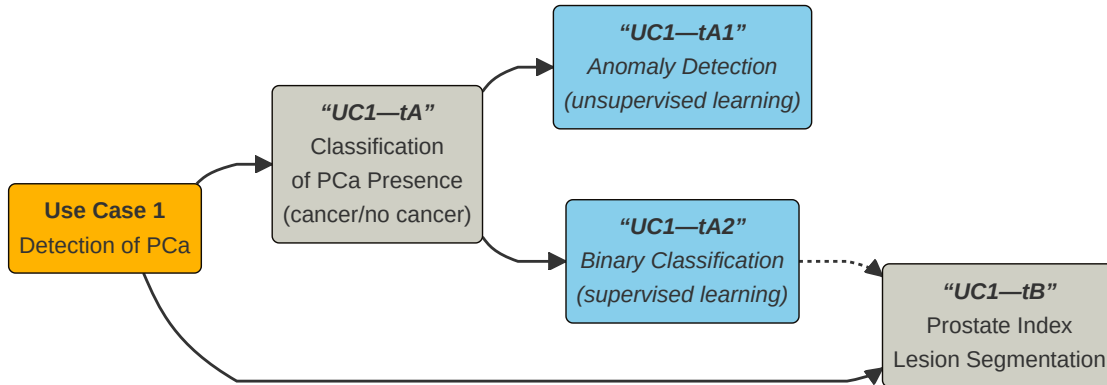 “UC1—tA1”
Anomaly Detection
(unsupervised learning)
“UC1—tA”
Classification
of PCa Presence
(cancer/no cancer)
Use Case 1
Detection of PCa
“UC1—tA2”
Binary Classification
(supervised learning)
“UC1—tB”
Prostate Index
Lesion Segmentation